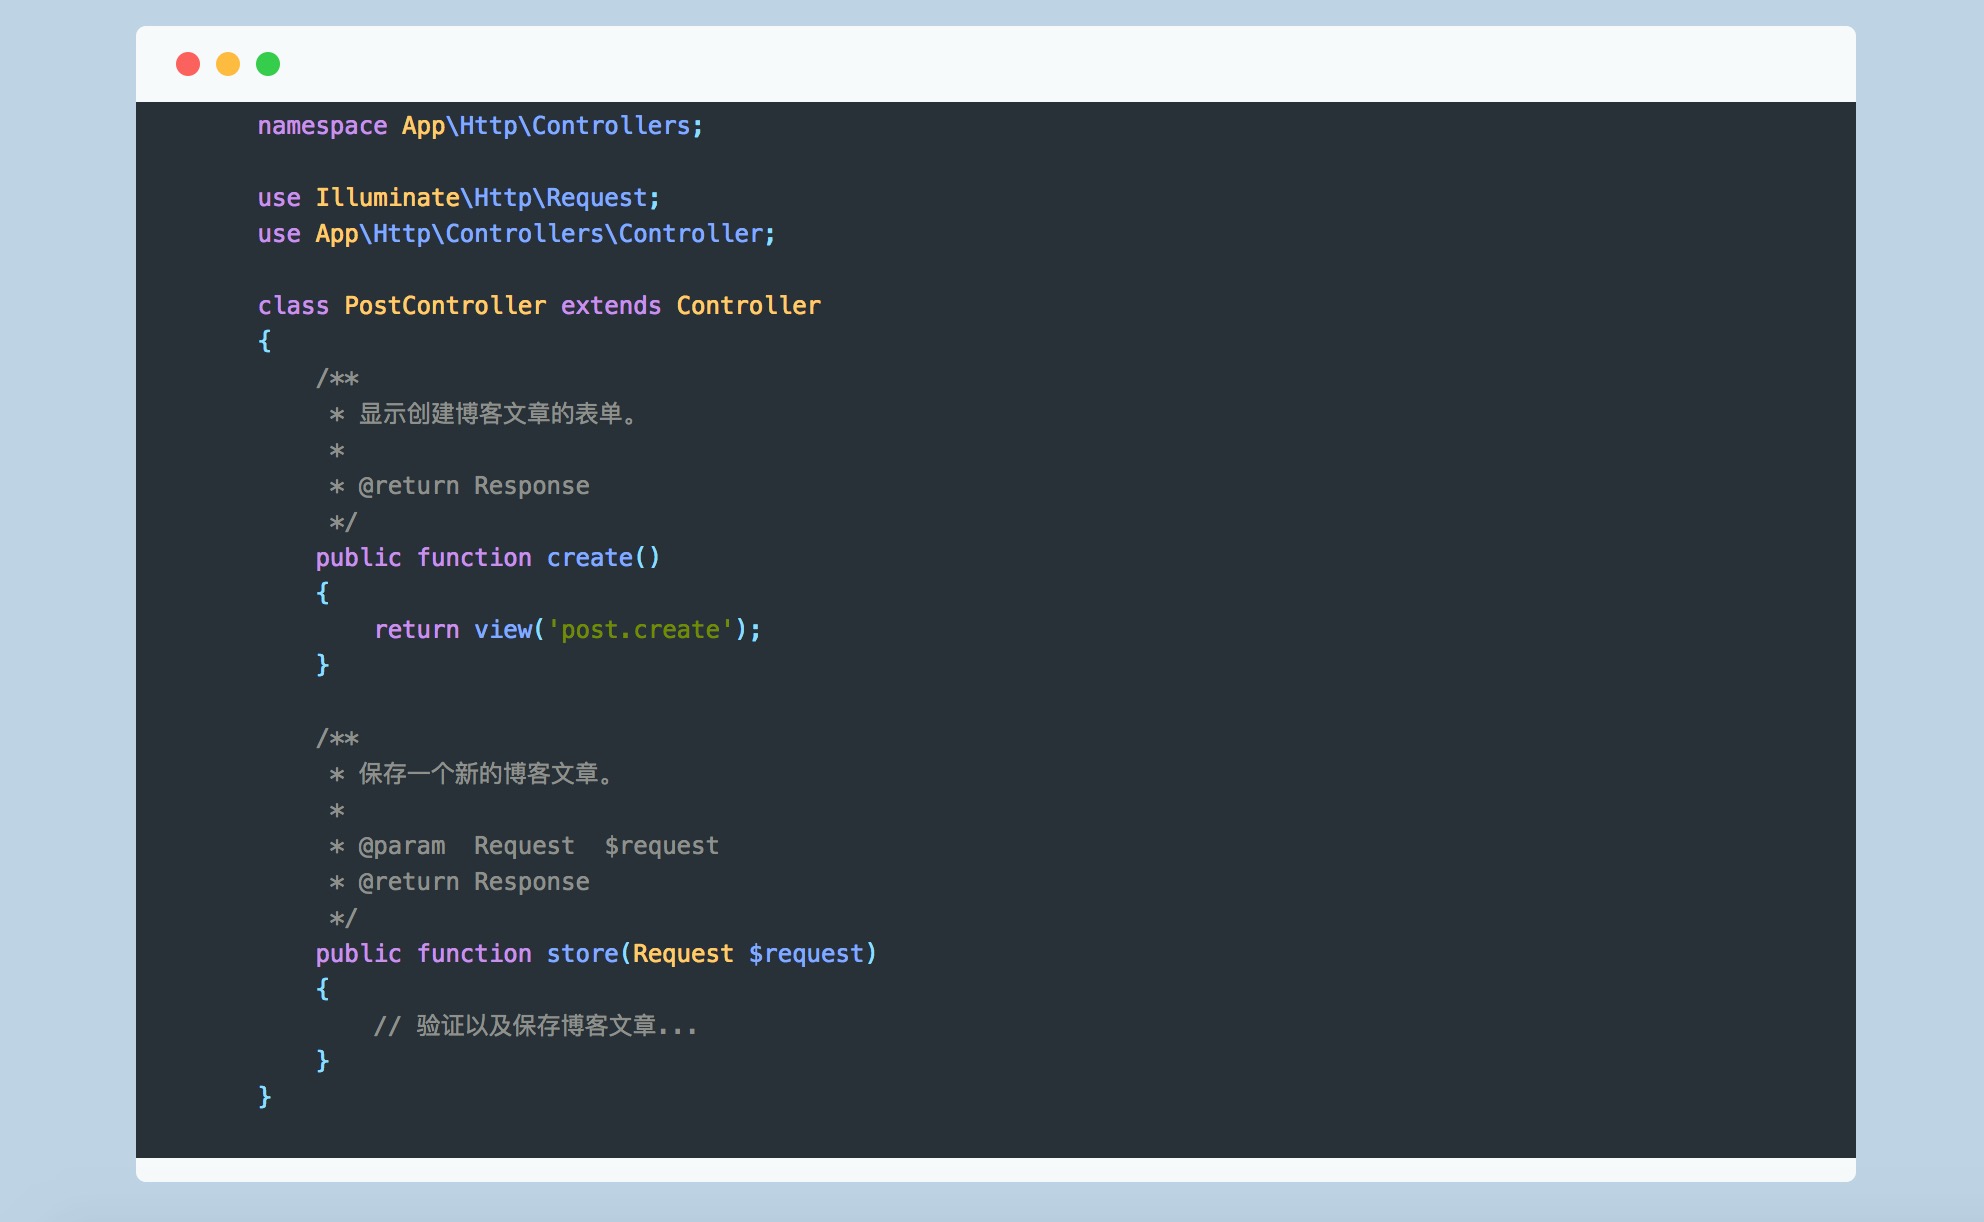 namespace App\Http\Controllers;

use Illuminate\Http\Request;
use App\Http\Controllers\Controller;

class PostController extends Controller
{
    /**
     * 显示创建博客文章的表单。
     *
     * @return Response
     */
    public function create()
    {
        return view('post.create');
    }

    /**
     * 保存一个新的博客文章。
     *
     * @param  Request  $request
     * @return Response
     */
    public function store(Request $request)
    {
        // 验证以及保存博客文章...
    }
}